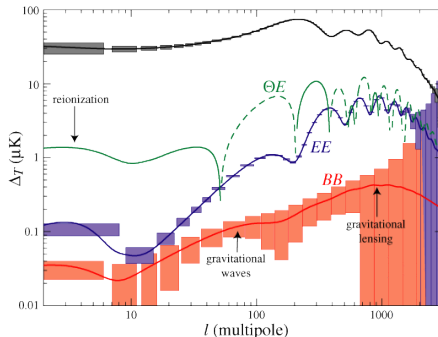 100
reionization
ΘE
10
EE
Δ_T (μK)
1
BB
0.1
gravitational
waves
gravitational
lensing
0.01
10 100 1000
l (multipole)